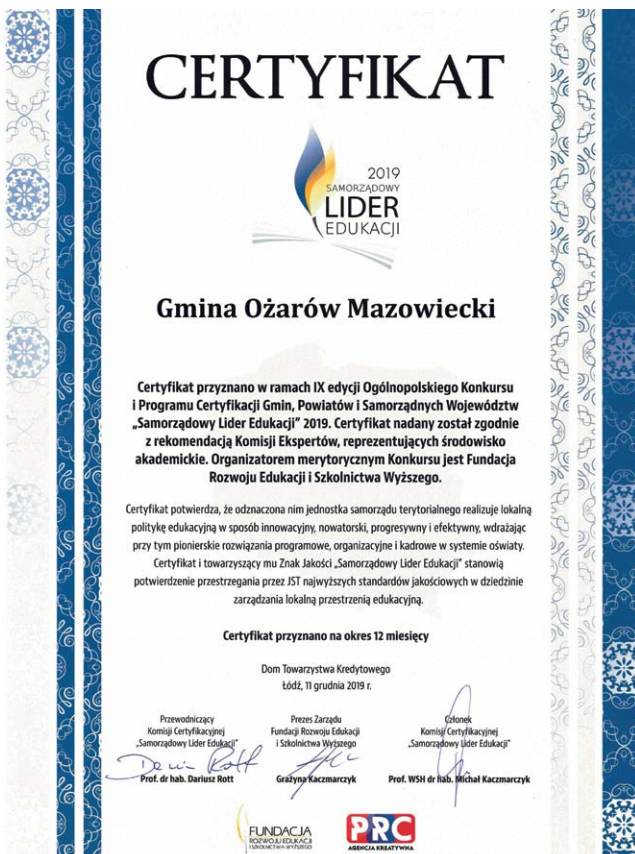 CERTYFIKAT
2019
SAMORZĄDOWY
LIDER
EDUKACJI
Gmina Ożarów Mazowiecki
Certyfikat przyznano w ramach IX edycji Ogólnopolskiego Konkursu
i Programu Certyfikacji Gmin, Powiatów i Samorządnych Województw
„Samorządowy Lider Edukacji” 2019. Certyfikat nadany został zgodnie
z rekomendacją Komisji Ekspertów, reprezentujących środowisko
akademickie. Organizatorem merytorycznym Konkursu jest Fundacja
Rozwoju Edukacji i Szkolnictwa Wyższego.
Certyfikat potwierdza, że odznaczona nim jednostka samorządu terytorialnego realizuje lokalną
politykę edukacyjną w sposób innowacyjny, nowatorski, progresywny i efektywny, wdrażając
przy tym pionierskie rozwiązania programowe, organizacyjne i kadrowe w systemie oświaty.
Certyfikat i towarzyszący mu Znak Jakości „Samorządowy Lider Edukacji” stanowią
potwierdzenie przestrzegania przez JST najwyższych standardów jakościowych w dziedzinie
zarządzania lokalną przestrzenią edukacyjną.
Certyfikat przyznano na okres 12 miesięcy
Dom Towarzystwa Kredytowego
Łódź, 11 grudnia 2019 r.
Przewodniczący
Komisji Certyfikacyjnej
„Samorządowy Lider Edukacji”
Prof. dr hab. Dariusz Rott
Prezes Zarządu
Fundacji Rozwoju Edukacji
i Szkolnictwa Wyższego
Grażyna Kaczmarczyk
Członek
Komisji Certyfikacyjnej
„Samorządowy Lider Edukacji”
Prof. WSH dr hab. Michał Kaczmarczyk
FUNDACJA
ROZWOJU EDUKACJI
I SZKOLNICTWA WYŻSZEGO
PRC
AGENCJA KREATYWNA